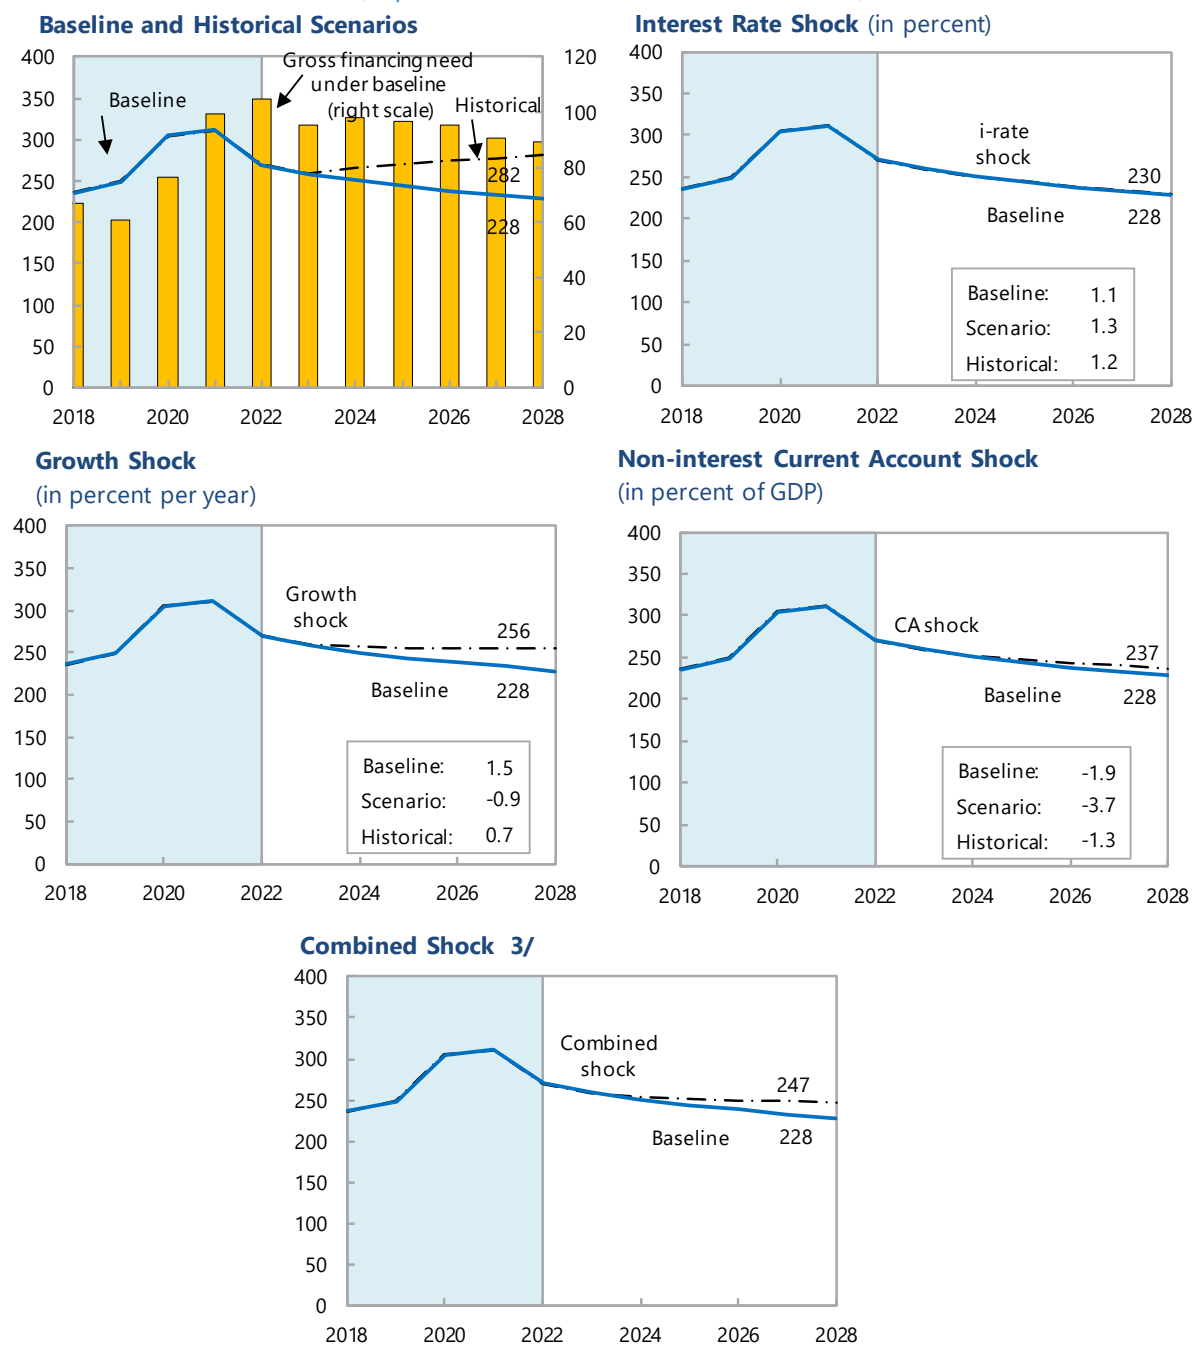 Baseline and Historical Scenarios
400
350
300
250
200
150
100
50
0
120
100
80
60
40
20
0
Gross financing need
under baseline
(right scale)
Baseline
Historical
282
228
2018
2020
2022
2024
2026
2028
Interest Rate Shock (in percent)
400
350
300
250
200
150
100
50
0
i-rate
shock
230
Baseline
228
Baseline: 1.1
Scenario: 1.3
Historical: 1.2
2018
2020
2022
2024
2026
2028
Growth Shock
(in percent per year)
400
350
300
250
200
150
100
50
0
Growth
shock
256
Baseline
228
Baseline: 1.5
Scenario: -0.9
Historical: 0.7
2018
2020
2022
2024
2026
2028
Non-interest Current Account Shock
(in percent of GDP)
400
350
300
250
200
150
100
50
0
CA shock
237
Baseline
228
Baseline: -1.9
Scenario: -3.7
Historical: -1.3
2018
2020
2022
2024
2026
2028
Combined Shock 3/
400
350
300
250
200
150
100
50
0
Combined
shock
247
Baseline
228
2018
2020
2022
2024
2026
2028